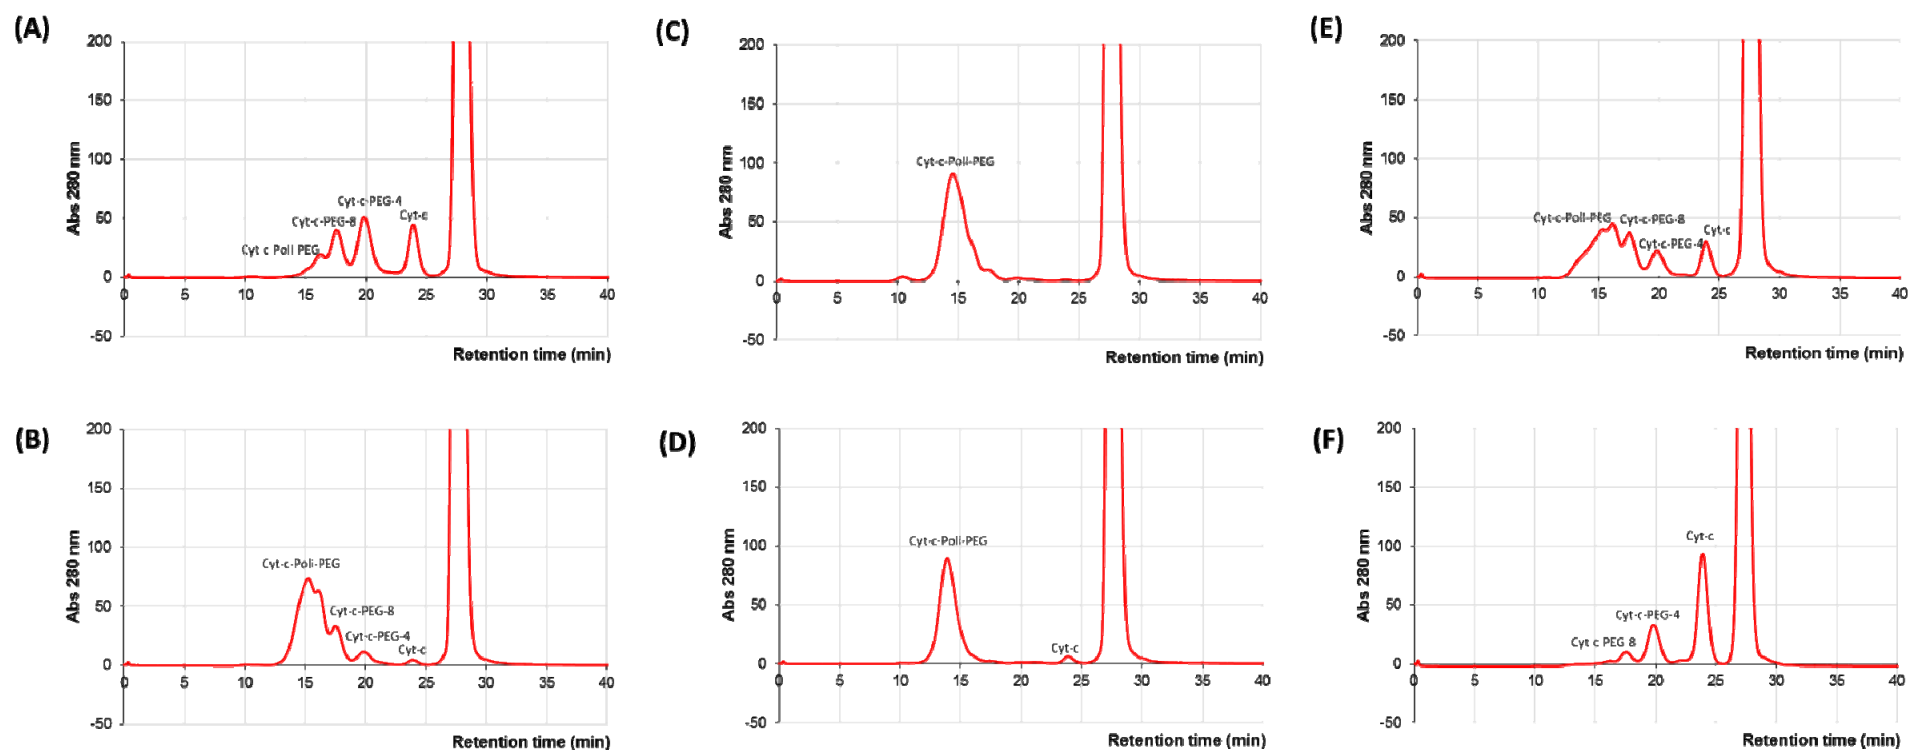 (A)
200
150
100
50
0
-50
Abs 280 nm
Cyt-c-PEG-4
Cyt-c-PEG-8
Cyt-c
Cyt c Poli PEG
0 5 10 15 20 25 30 35 40
Retention time (min)
(C)
200
150
100
50
0
-50
Abs 280 nm
Cyt-c-Poli-PEG
0 5 10 15 20 25 30 35 40
Retention time (min)
(E)
200
150
100
50
0
-50
Abs 280 nm
Cyt-c-Poli-PEG
Cyt-c-PEG-8
Cyt-c
Cyt-c-PEG-4
0 5 10 15 20 25 30 35 40
Retention time (min)
(B)
200
150
100
50
0
-50
Abs 280 nm
Cyt-c-Poli-PEG
Cyt-c-PEG-8
Cyt-c-PEG-4
Cyt-c
0 5 10 15 20 25 30 35 40
Retention time (min)
(D)
200
150
100
50
0
-50
Abs 280 nm
Cyt-c-Poli-PEG
Cyt-c
0 5 10 15 20 25 30 35 40
Retention time (min)
(F)
200
150
100
50
0
-50
Abs 280 nm
Cyt-c
Cyt-c-PEG-4
Cyt c PEG 8
0 5 10 15 20 25 30 35 40
Retention time (min)